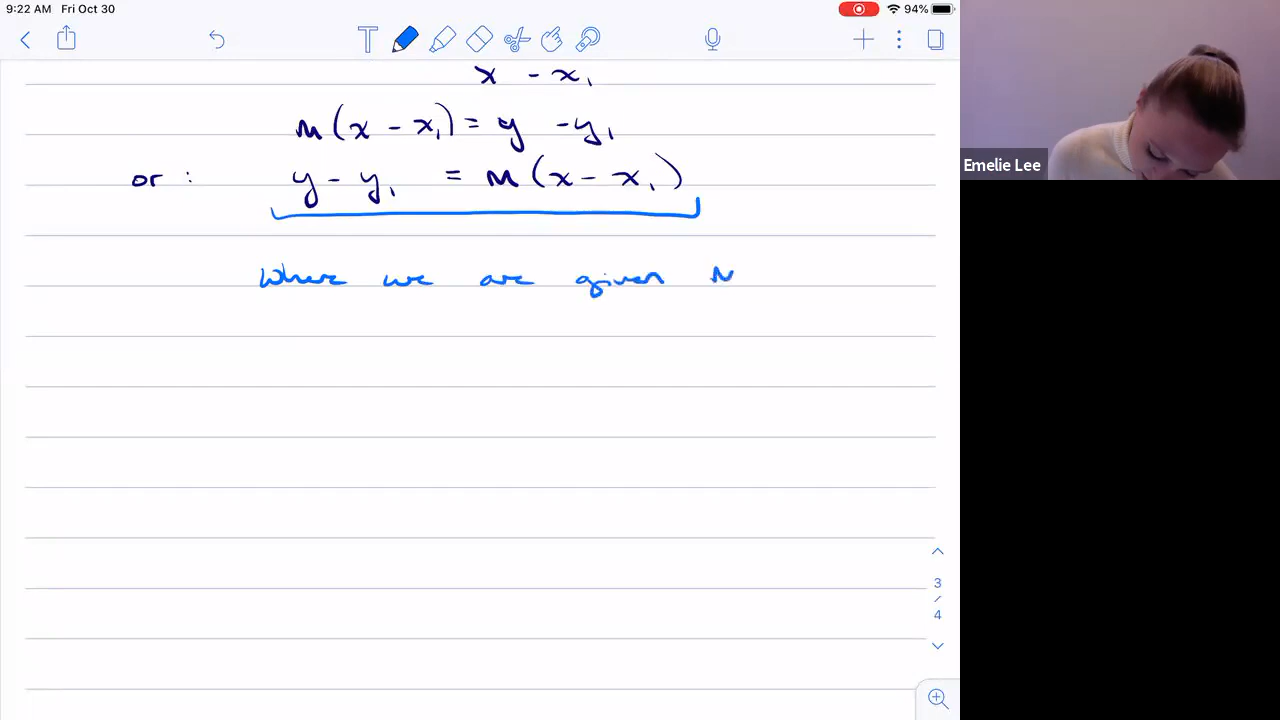 9:22 AM Fri Oct 30 94%
x - x₁
m(x - x₁) = y - y₁
or : y - y₁ = m(x - x₁)
Emelie Lee
where we are given m
3
/
4